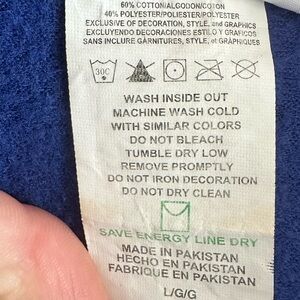 60% COTTON/ALGODON/COTON
40% POLYESTER/POLIESTER/POLYESTER
EXCLUSIVE OF DECORATION, STYLE, and GRAPHICS
EXCLUYENDO DECORACIONES ESTILO Y GRAFICOS
SANS INCLURE GARNITURES, STYLE, et GRAPHIQUES
30C
WASH INSIDE OUT
MACHINE WASH COLD
WITH SIMILAR COLORS
DO NOT BLEACH
TUMBLE DRY LOW
REMOVE PROMPTLY
DO NOT IRON DECORATION
DO NOT DRY CLEAN
SAVE ENERGY LINE DRY
MADE IN PAKISTAN
HECHO EN PAKISTAN
FABRIQUE EN PAKISTAN
L/G/G